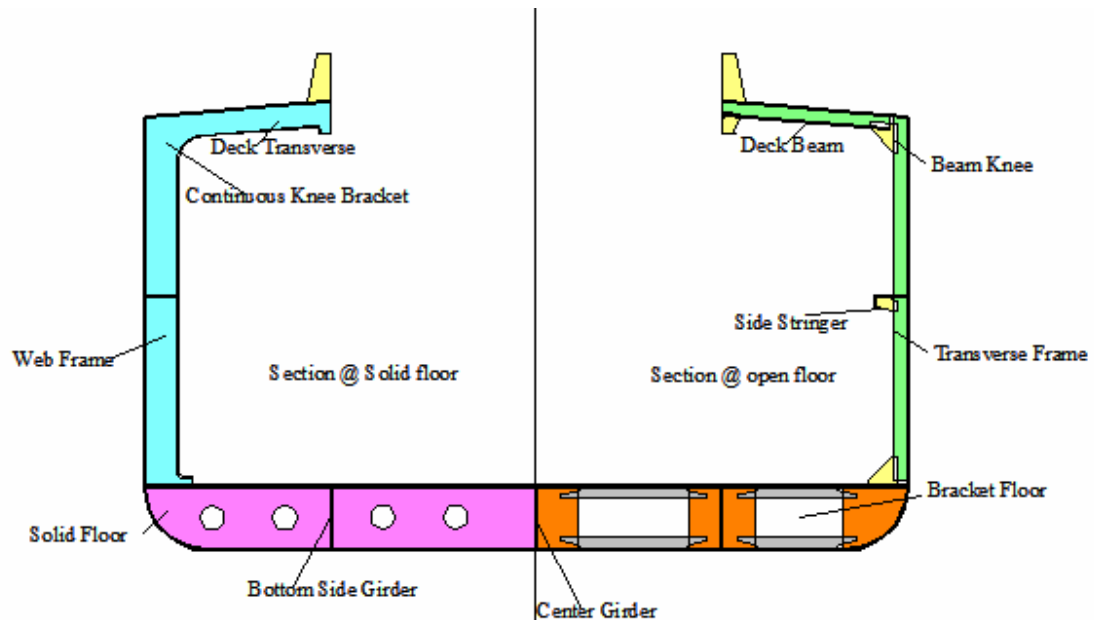 Deck Transverse
Deck Beam
Beam Knee
Continuous Knee Bracket
Side Stringer
Web Frame
Transverse Frame
Section @ Solid floor
Section @ open floor
Bracket Floor
Solid Floor
Bottom Side Girder
Center Girder